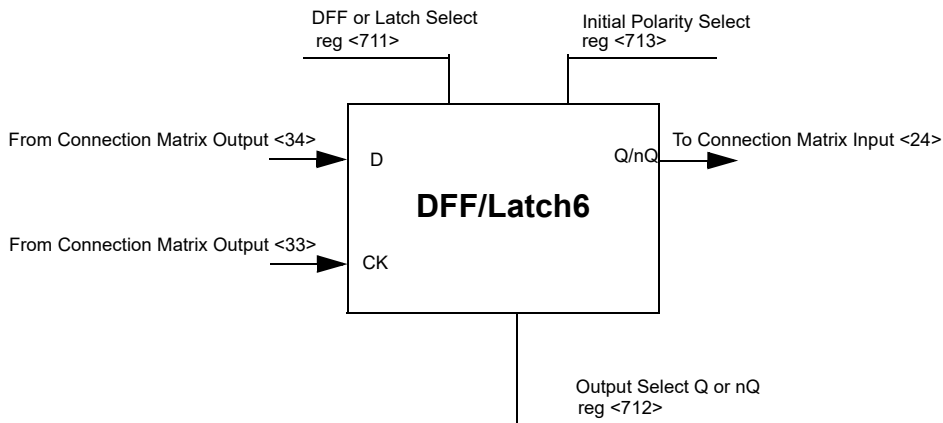 DFF or Latch Select
reg <711>
Initial Polarity Select
reg <713>
From Connection Matrix Output <34>
D
Q/nQ
To Connection Matrix Input <24>
DFF/Latch6
From Connection Matrix Output <33>
CK
Output Select Q or nQ
reg <712>